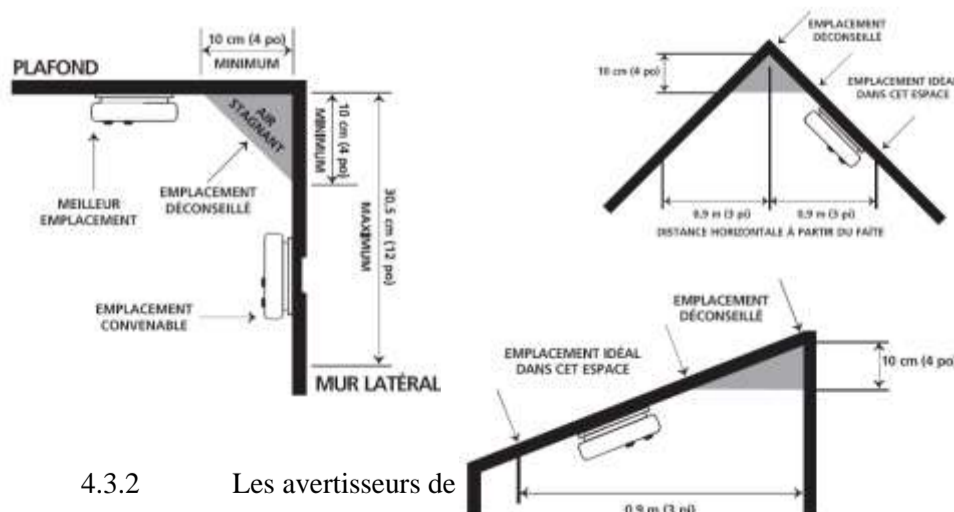 10 cm (4 po)
MINIMUM
PLAFOND
AIR
STAGNANT
10 cm (4 po)
MINIMUM
30.5 cm (12 po)
MAXIMUM
MEILLEUR
EMPLACEMENT
EMPLACEMENT
DÉCONSEILLÉ
EMPLACEMENT
CONVENABLE
MUR LATÉRAL
EMPLACEMENT
DÉCONSEILLÉ
10 cm (4 po)
EMPLACEMENT IDÉAL
DANS CET ESPACE
0.9 m (3 pi)
0.9 m (3 pi)
DISTANCE HORIZONTALE À PARTIR DU FAÎTE
EMPLACEMENT
DÉCONSEILLÉ
EMPLACEMENT IDÉAL
DANS CET ESPACE
10 cm (4 po)
0.9 m (3 pi)
4.3.2 Les avertisseurs de